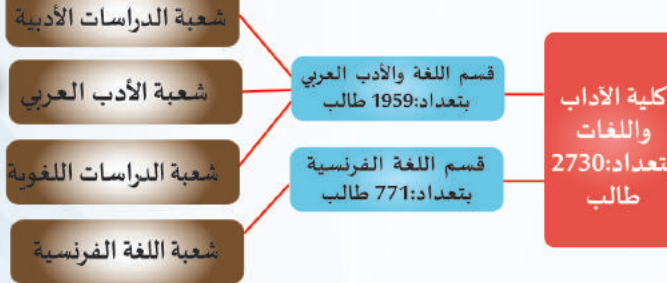 كلية الآداب
واللغات
بتعداد:2730
طالب
قسم اللغة والأدب العربي
بتعداد:1959 طالب
قسم اللغة الفرنسية
بتعداد:771 طالب
شعبة الدراسات الأدبية
شعبة الأدب العربي
شعبة الدراسات اللغوية
شعبة اللغة الفرنسية